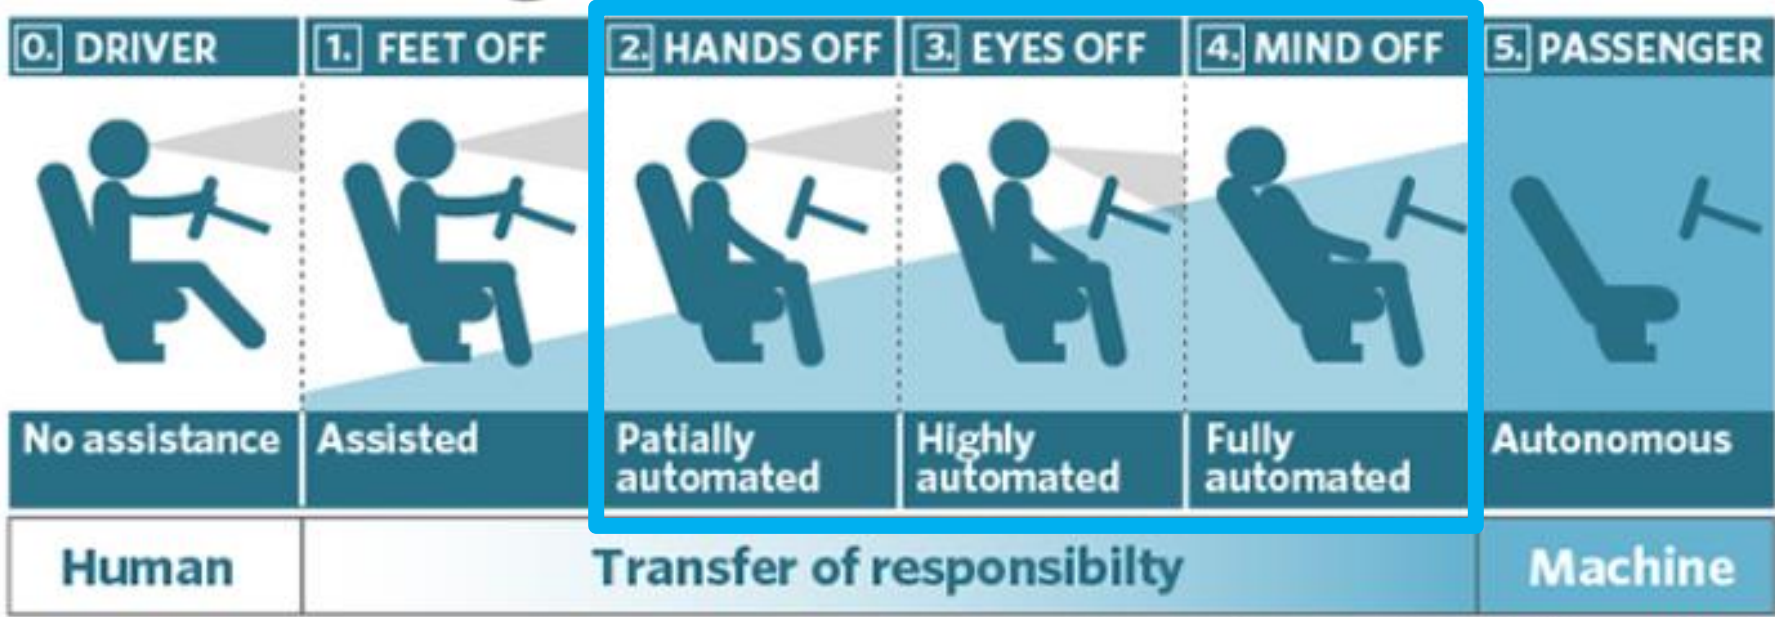 0. DRIVER
1. FEET OFF
2. HANDS OFF
3. EYES OFF
4. MIND OFF
5. PASSENGER
No assistance
Assisted
Patially
automated
Highly
automated
Fully
automated
Autonomous
Human
Transfer of responsibilty
Machine